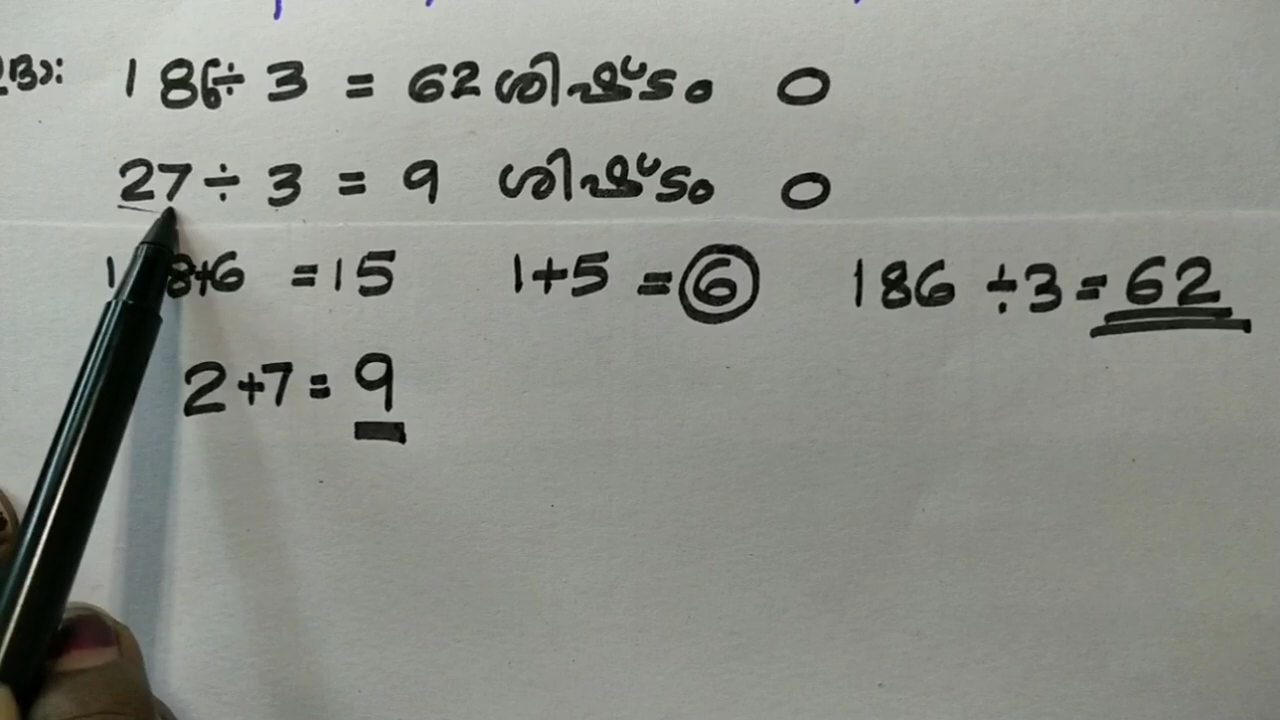 186 ÷ 3 = 62 ശിഷ്ടം 0
27 ÷ 3 = 9 ശിഷ്ടം 0
1 8+6 = 15 1+5 = 6 186 ÷ 3 = 62
2+7 = 9